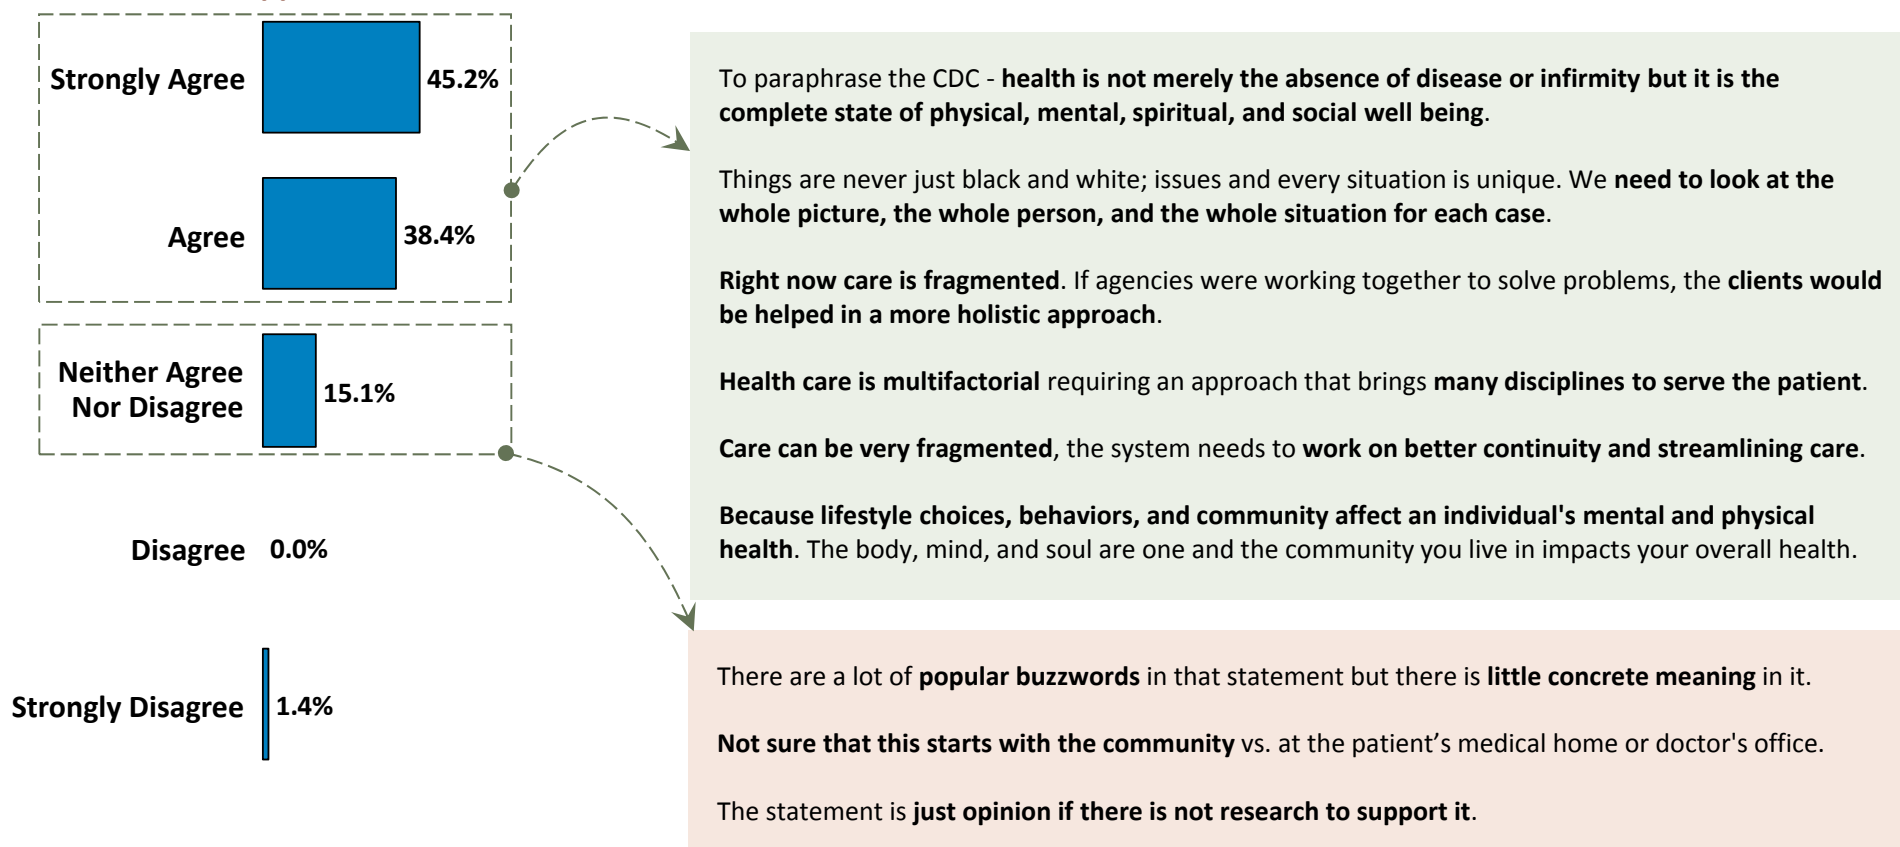 Strongly Agree
45.2%
Agree
38.4%
Neither Agree
Nor Disagree
15.1%
Disagree
0.0%
Strongly Disagree
1.4%
To paraphrase the CDC - health is not merely the absence of disease or infirmity but it is the
complete state of physical, mental, spiritual, and social well being.
Things are never just black and white; issues and every situation is unique. We need to look at the
whole picture, the whole person, and the whole situation for each case.
Right now care is fragmented. If agencies were working together to solve problems, the clients would
be helped in a more holistic approach.
Health care is multifactorial requiring an approach that brings many disciplines to serve the patient.
Care can be very fragmented, the system needs to work on better continuity and streamlining care.
Because lifestyle choices, behaviors, and community affect an individual's mental and physical
health. The body, mind, and soul are one and the community you live in impacts your overall health.
There are a lot of popular buzzwords in that statement but there is little concrete meaning in it.
Not sure that this starts with the community vs. at the patient’s medical home or doctor's office.
The statement is just opinion if there is not research to support it.